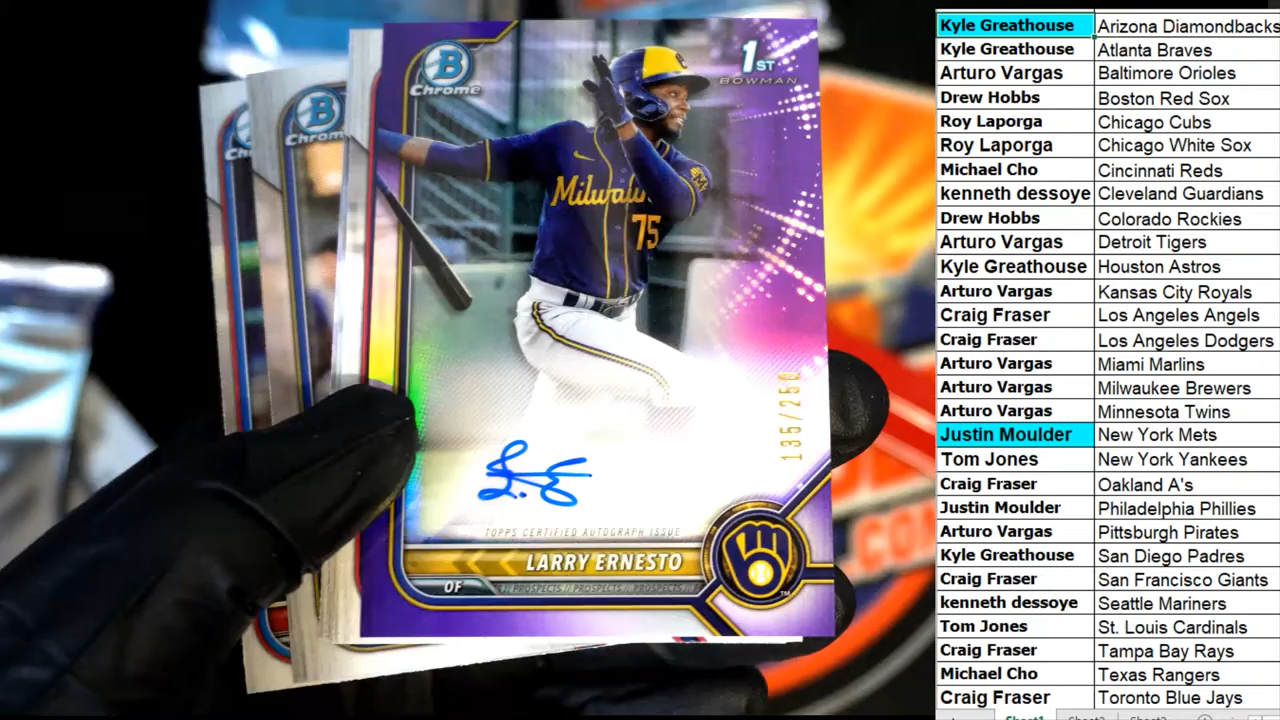 B
Chrome
1ST
BOWMAN
75
135/250
TOPPS CERTIFIED AUTOGRAPH ISSUE
LARRY ERNESTO
OF
PROSPECTS // PROSPECTS // PROSPECTS
B
Chrom
Ch
.COM
Kyle Greathouse Arizona Diamondbacks
Kyle Greathouse Atlanta Braves
Arturo Vargas Baltimore Orioles
Drew Hobbs Boston Red Sox
Roy Laporga Chicago Cubs
Roy Laporga Chicago White Sox
Michael Cho Cincinnati Reds
kenneth dessoye Cleveland Guardians
Drew Hobbs Colorado Rockies
Arturo Vargas Detroit Tigers
Kyle Greathouse Houston Astros
Arturo Vargas Kansas City Royals
Craig Fraser Los Angeles Angels
Craig Fraser Los Angeles Dodgers
Arturo Vargas Miami Marlins
Arturo Vargas Milwaukee Brewers
Arturo Vargas Minnesota Twins
Justin Moulder New York Mets
Tom Jones New York Yankees
Craig Fraser Oakland A's
Justin Moulder Philadelphia Phillies
Arturo Vargas Pittsburgh Pirates
Kyle Greathouse San Diego Padres
Craig Fraser San Francisco Giants
kenneth dessoye Seattle Mariners
Tom Jones St. Louis Cardinals
Craig Fraser Tampa Bay Rays
Michael Cho Texas Rangers
Craig Fraser Toronto Blue Jays
Sheet1 Sheet2 Sheet3